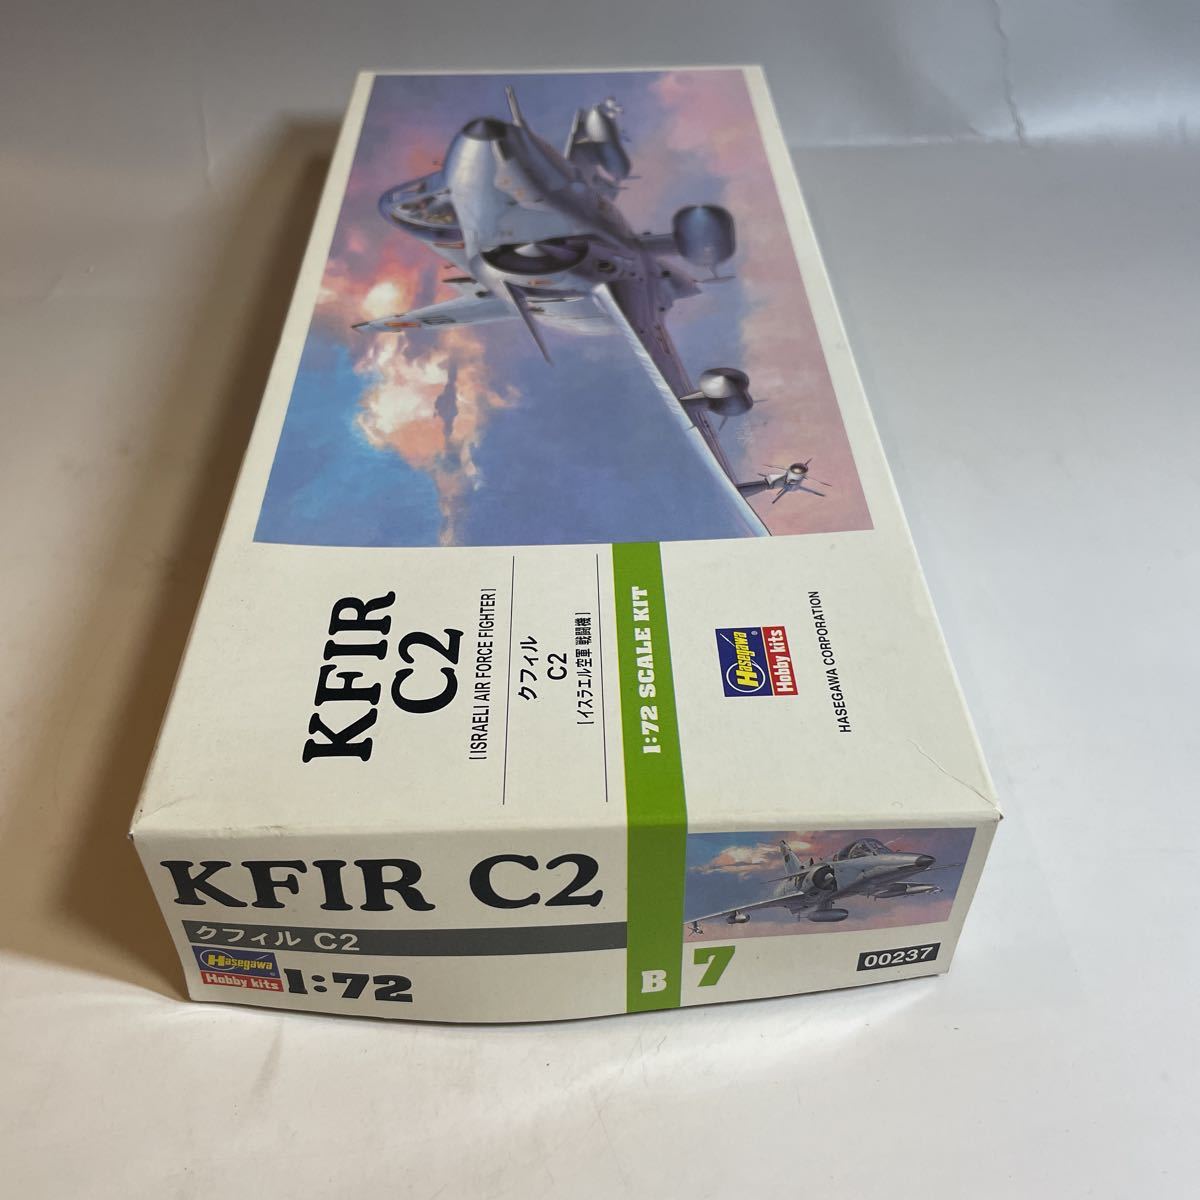 KFIR
C2
[ISRAELI AIR FORCE FIGHTER]
クフィル
C2
[イスラエル空軍 戦闘機]
1:72 SCALE KIT
Hasegawa
Hobby kits
HASEGAWA CORPORATION
KFIR C2
クフィル C2
Hasegawa
Hobby kits
1:72
B 7
00237